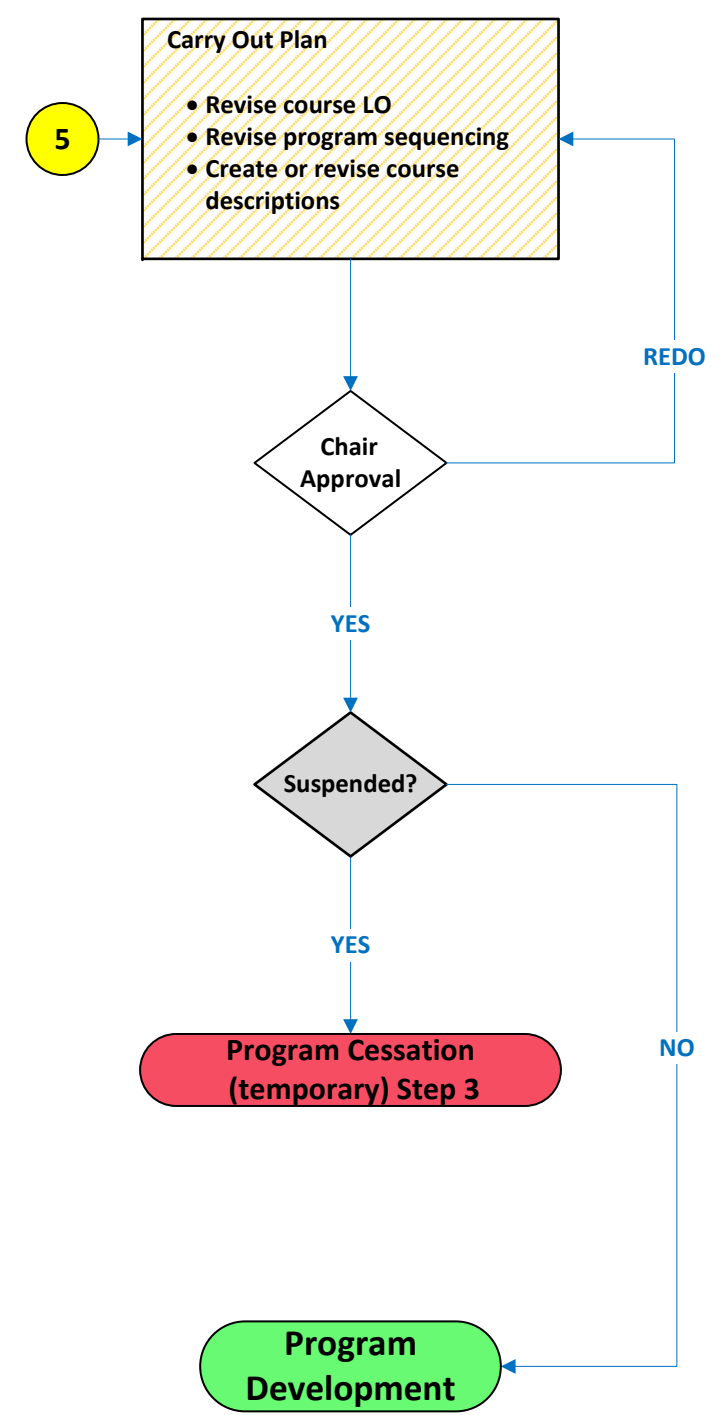 Carry Out Plan
5
• Revise course LO
• Revise program sequencing
• Create or revise course
descriptions
REDO
Chair
Approval
YES
Suspended?
YES
NO
Program Cessation
(temporary) Step 3
Program
Development